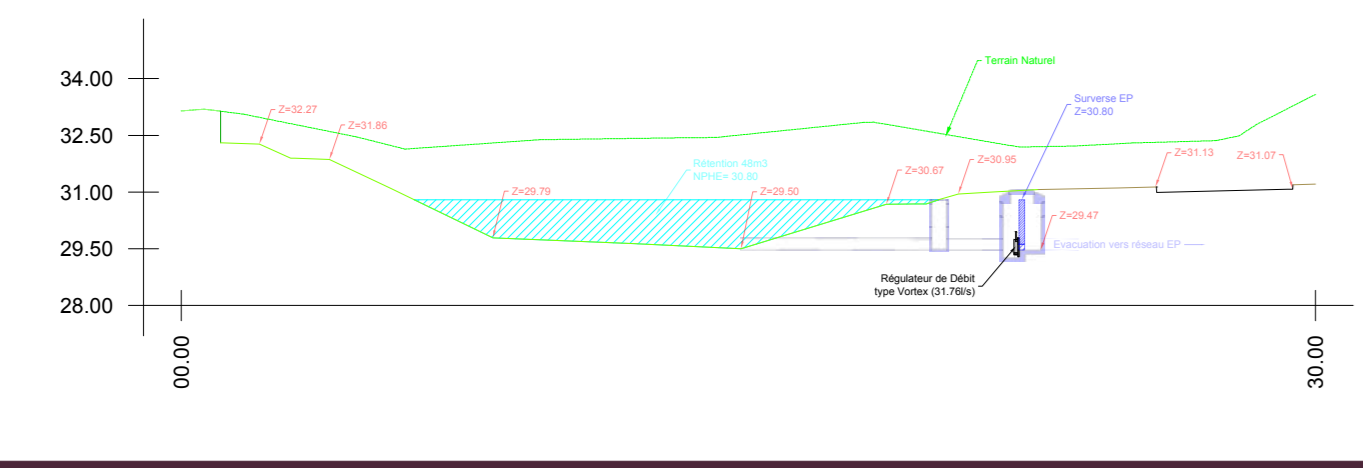 34.00
32.50
31.00
29.50
28.00
00.00
30.00
Terrain Naturel
Surverse EP
Z=30.80
Z=32.27
Z=31.86
Rétention 48m3
NPHE= 30.80
Z=29.79
Z=29.50
Z=30.67
Z=30.95
Z=31.13
Z=31.07
Z=29.47
Evacuation vers réseau EP
Régulateur de Débit
type Vortex (31.76l/s)